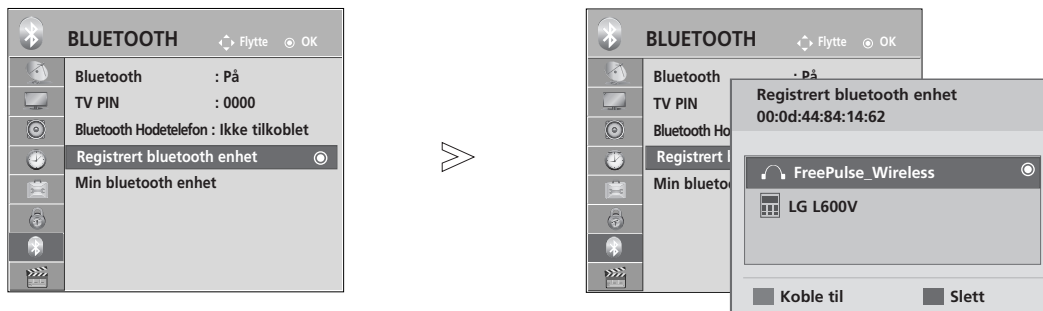 BLUETOOTH Flytte OK
Bluetooth : På
TV PIN : 0000
Bluetooth Hodetelefon : Ikke tilkoblet
Registrert bluetooth enhet
Min bluetooth enhet
BLUETOOTH Flytte OK
Bluetooth : På
TV PIN
Bluetooth Ho
Registrert
Min bluetoo
Registrert bluetooth enhet
00:0d:44:84:14:62
FreePulse_Wireless
LG L600V
Koble til Slett